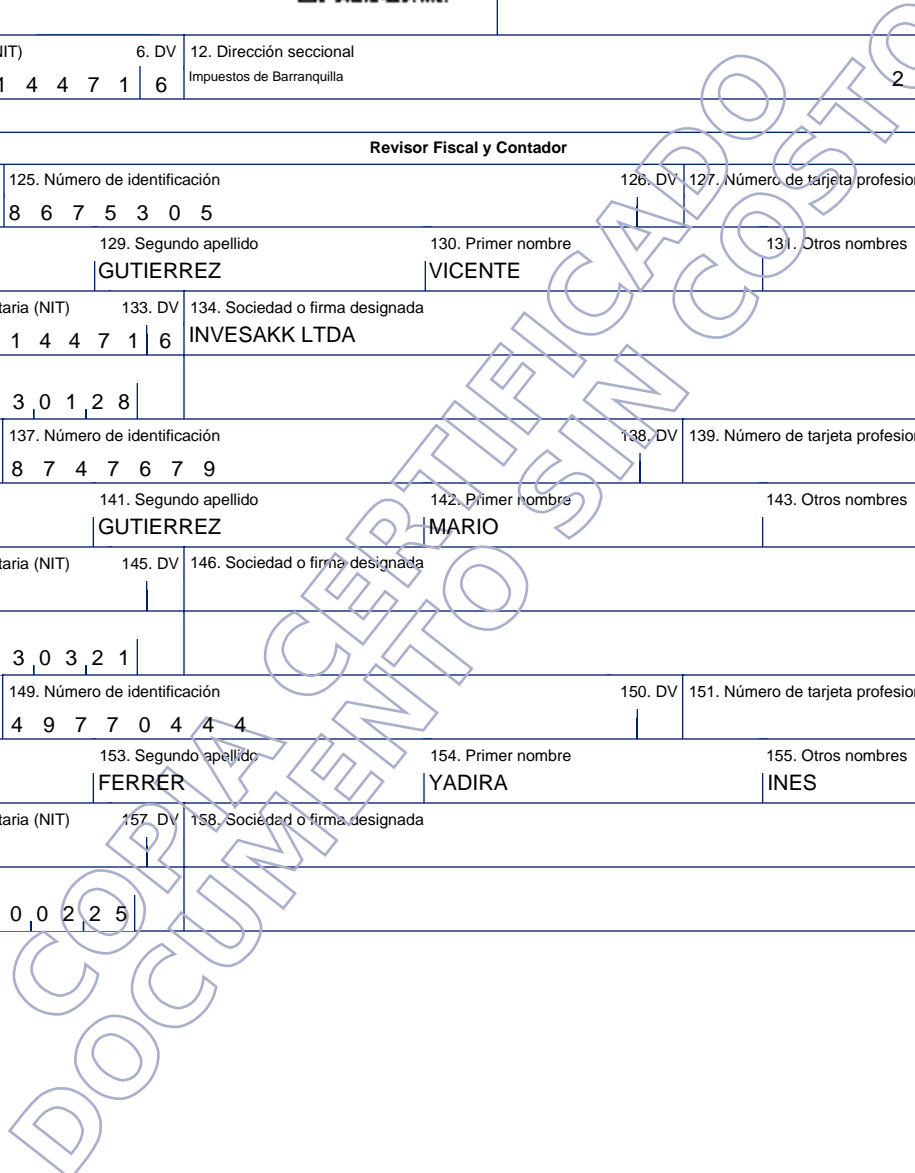 NIT) 6. DV 12. Dirección seccional
1 4 4 7 1 6 Impuestos de Barranquilla 2
Revisor Fiscal y Contador
125. Número de identificación 126. DV 127. Número de tarjeta profesion
8 6 7 5 3 0 5
129. Segundo apellido 130. Primer nombre 131. Otros nombres
GUTIERREZ VICENTE
taria (NIT) 133. DV 134. Sociedad o firma designada
1 4 4 7 1 6 INVESAKK LTDA
3 0 1 2 8
137. Número de identificación 138. DV 139. Número de tarjeta profesion
8 7 4 7 6 7 9
141. Segundo apellido 142. Primer nombre 143. Otros nombres
GUTIERREZ MARIO
taria (NIT) 145. DV 146. Sociedad o firma designada
3 0 3 2 1
149. Número de identificación 150. DV 151. Número de tarjeta profesion
4 9 7 7 0 4 4 4
153. Segundo apellido 154. Primer nombre 155. Otros nombres
FERRER YADIRA INES
taria (NIT) 157. DV 158. Sociedad o firma designada
0 0 2 2 5
COPIA CERTIFICADO
DOCUMENTO SIN COSTO